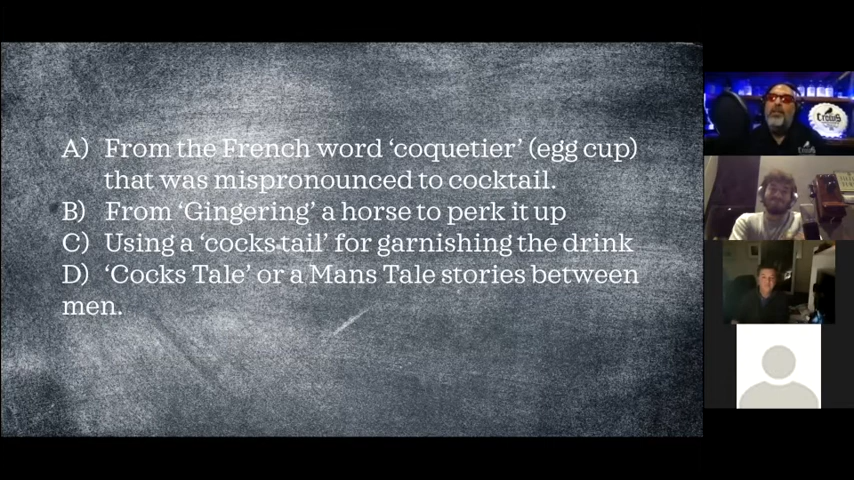 A) From the French word ‘coquetier’ (egg cup)
that was mispronounced to cocktail.
B) From ‘Gingering’ a horse to perk it up
C) Using a ‘cocks tail’ for garnishing the drink
D) ‘Cocks Tale’ or a Mans Tale stories between
men.